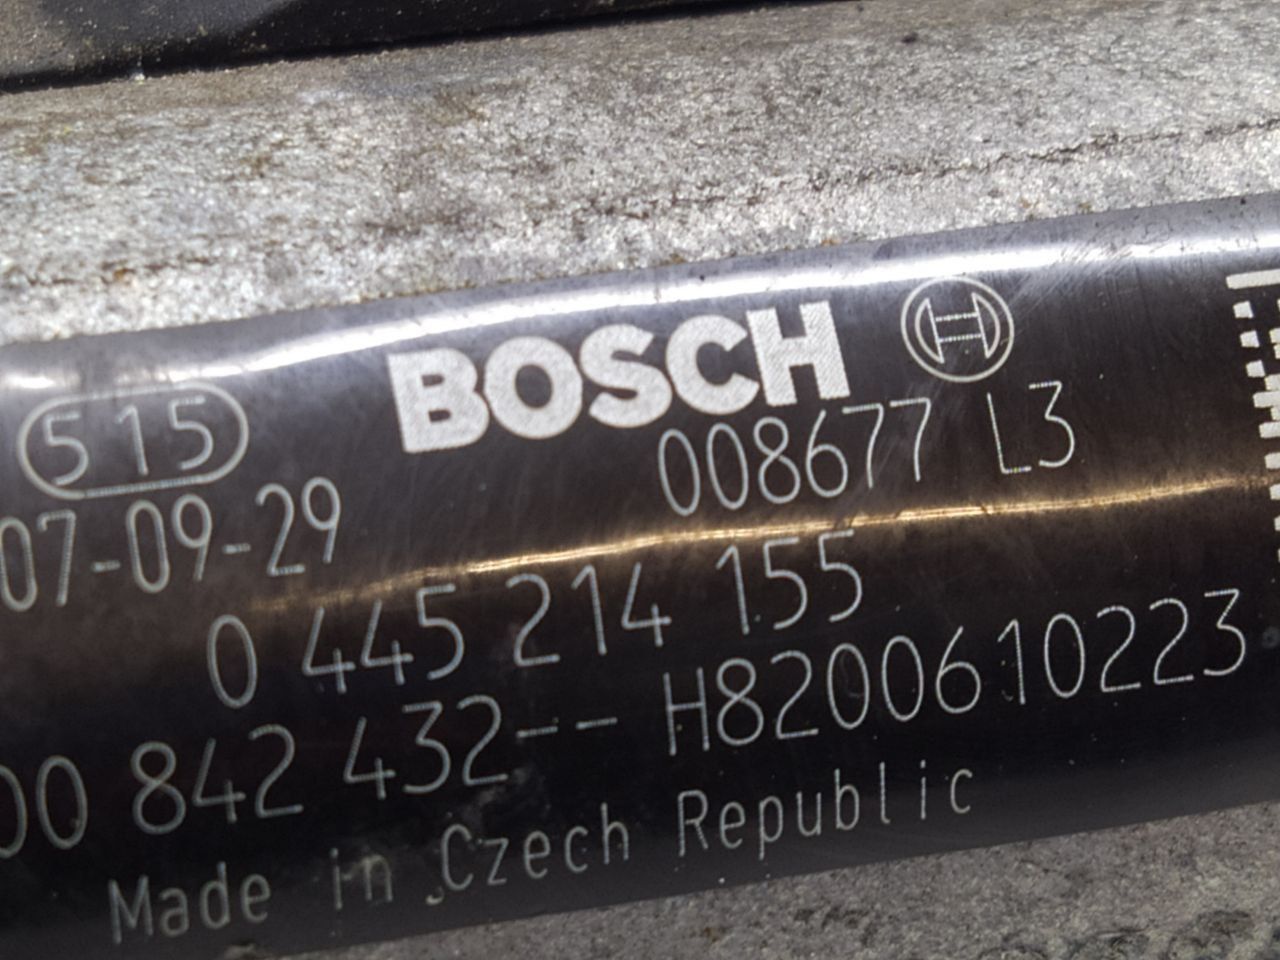 BOSCH
515
008677 L3
07-09-29
0 445 214 155
00 842 432-- H8200610223
Made in Czech Republic